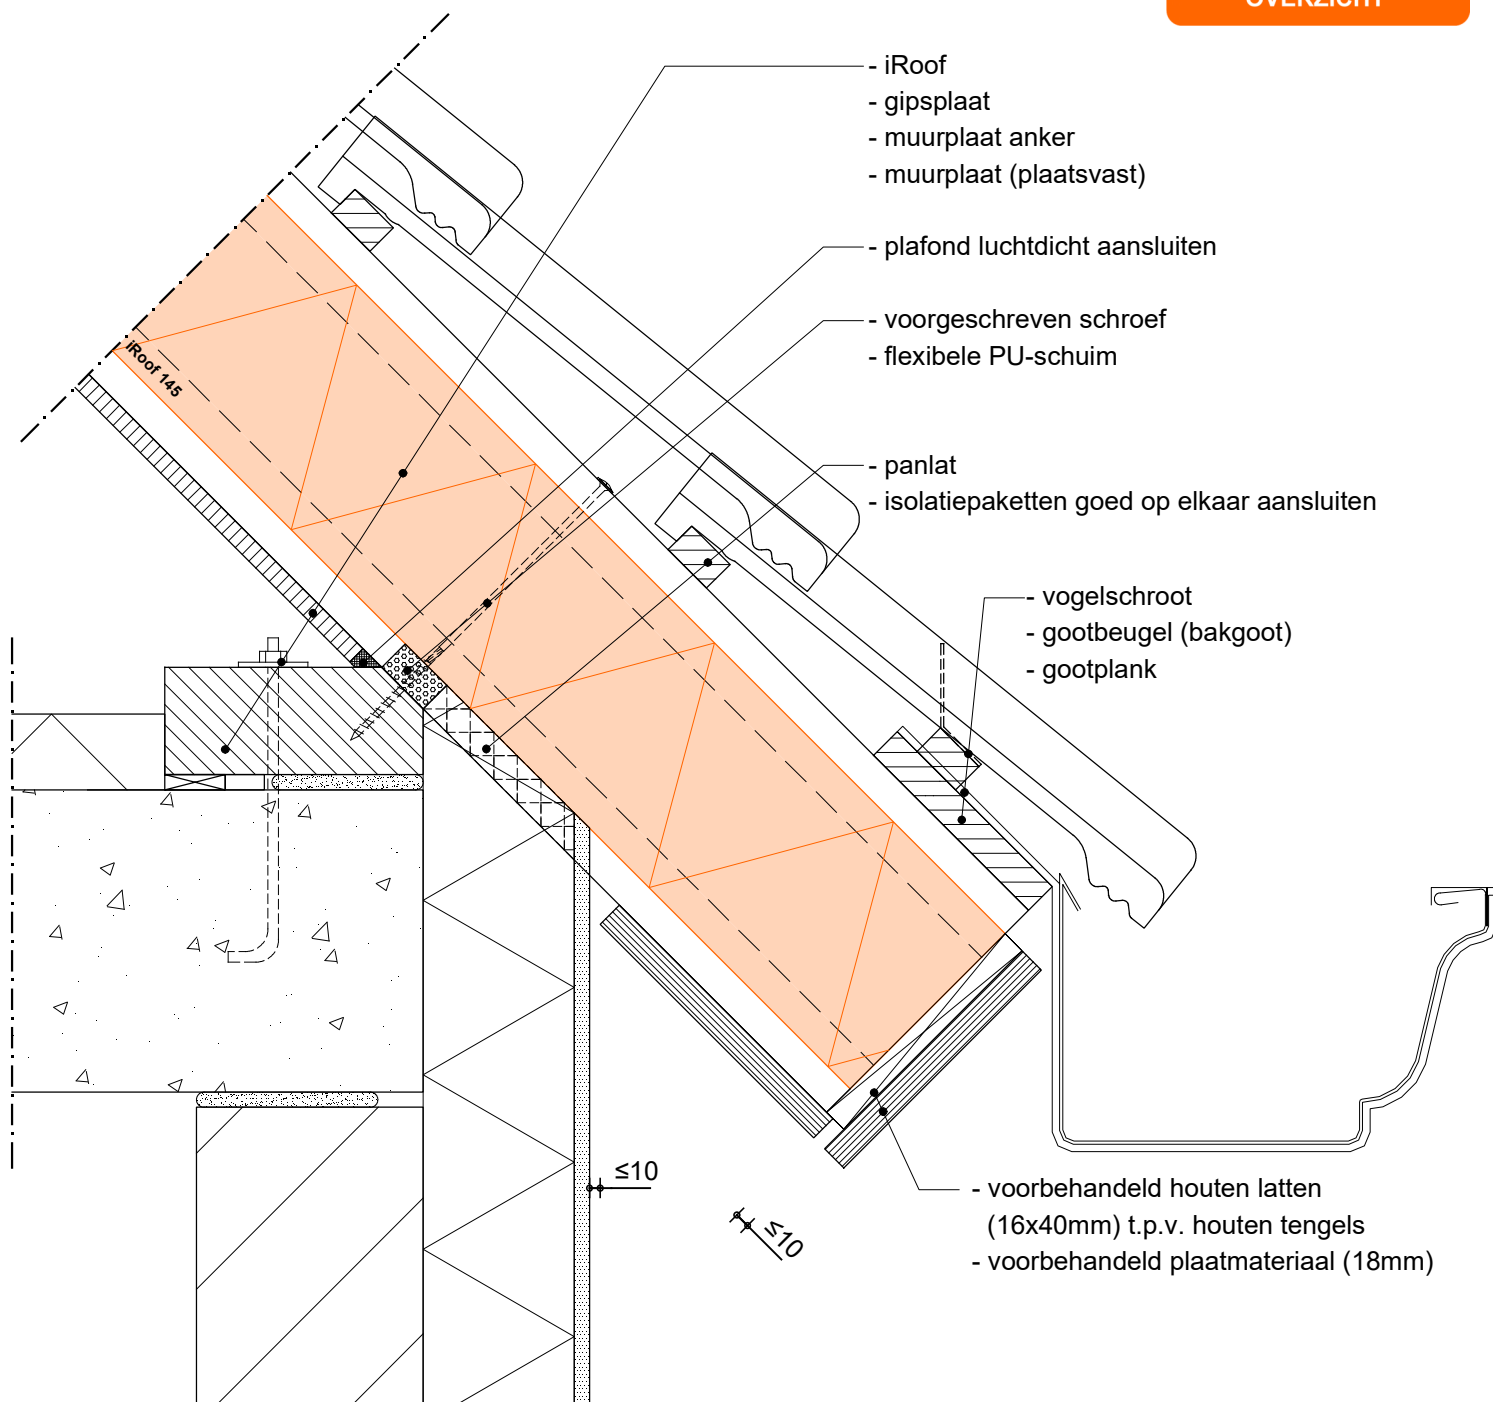 OVERZICHT
- iRoof
- gipsplaat
- muurplaat anker
- muurplaat (plaatsvast)
- plafond luchtdicht aansluiten
- voorgeschreven schroef
- flexibele PU-schuim
- panlat
- isolatiepaketten goed op elkaar aansluiten
- vogelschroot
- gootbeugel (bakgoot)
- gootplank
iRoof 145
≤10
≤10
- voorbehandeld houten latten
(16x40mm) t.p.v. houten tengels
- voorbehandeld plaatmateriaal (18mm)